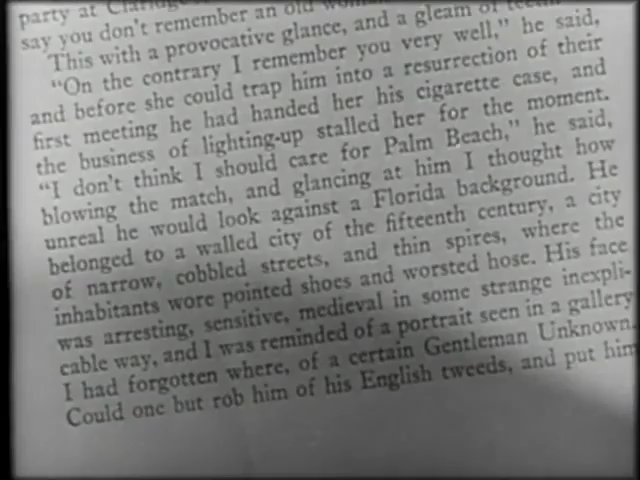 party at
say you don't remember an old
This with a provocative glance, and a gleam of teeth.
"On the contrary I remember you very well," he said,
and before she could trap him into a resurrection of their
first meeting he had handed her his cigarette case, and
the business of lighting-up stalled her for the moment.
"I don't think I should care for Palm Beach," he said,
blowing the match, and glancing at him I thought how
unreal he would look against a Florida background. He
belonged to a walled city of the fifteenth century, a city
of narrow, cobbled streets, and thin spires, where the
inhabitants wore pointed shoes and worsted hose. His face
was arresting, sensitive, medieval in some strange inexpli-
cable way, and I was reminded of a portrait seen in a gallery
I had forgotten where, of a certain Gentleman Unknown.
Could one but rob him of his English tweeds, and put him